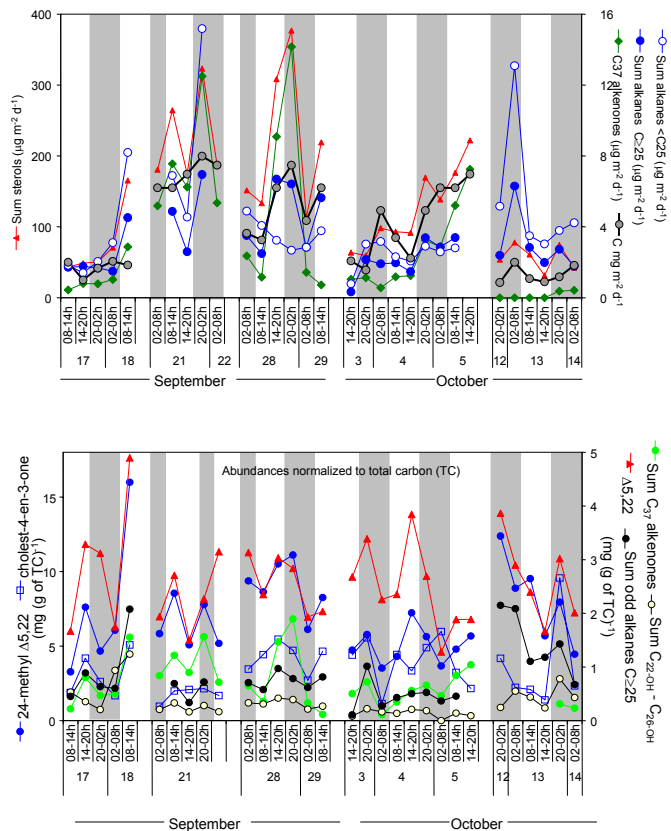 Sum sterols (µg m-2 d-1)
400
300
200
100
0
16
12
8
4
0
C37 alkenones (µg m-2 d-1)
Sum alkanes C≥25 (µg m-2 d-1)
Sum alkanes <C25 (µg m-2 d-1)
C mg m-2 d-1
08-14h
14-20h
20-02h
02-08h
08-14h
02-08h
08-14h
14-20h
20-02h
02-08h
02-08h
08-14h
14-20h
20-02h
02-08h
08-14h
14-20h
20-02h
02-08h
08-14h
14-20h
20-02h
02-08h
08-14h
14-20h
20-02h
02-08h
08-14h
14-20h
20-02h
02-08h
17 18 21 22 28 29 3 4 5 12 13 14
September October
24-methyl Δ5,22
cholest-4-en-3-one
(mg (g of TC)-1)
15
10
5
0
Abundances normalized to total carbon (TC)
5
4
3
2
1
0
(mg (g of TC)-1)
Δ5,22
Sum odd alkanes C≥25
Sum C37 alkenones
Sum C22-OH - C26-OH
08-14h
14-20h
20-02h
02-08h
08-14h
02-08h
08-14h
14-20h
20-02h
02-08h
08-14h
14-20h
20-02h
02-08h
08-14h
14-20h
20-02h
02-08h
08-14h
14-20h
20-02h
02-08h
08-14h
14-20h
20-02h
02-08h
08-14h
14-20h
20-02h
02-08h
17 18 21 28 29 3 4 5 12 13 14
September October